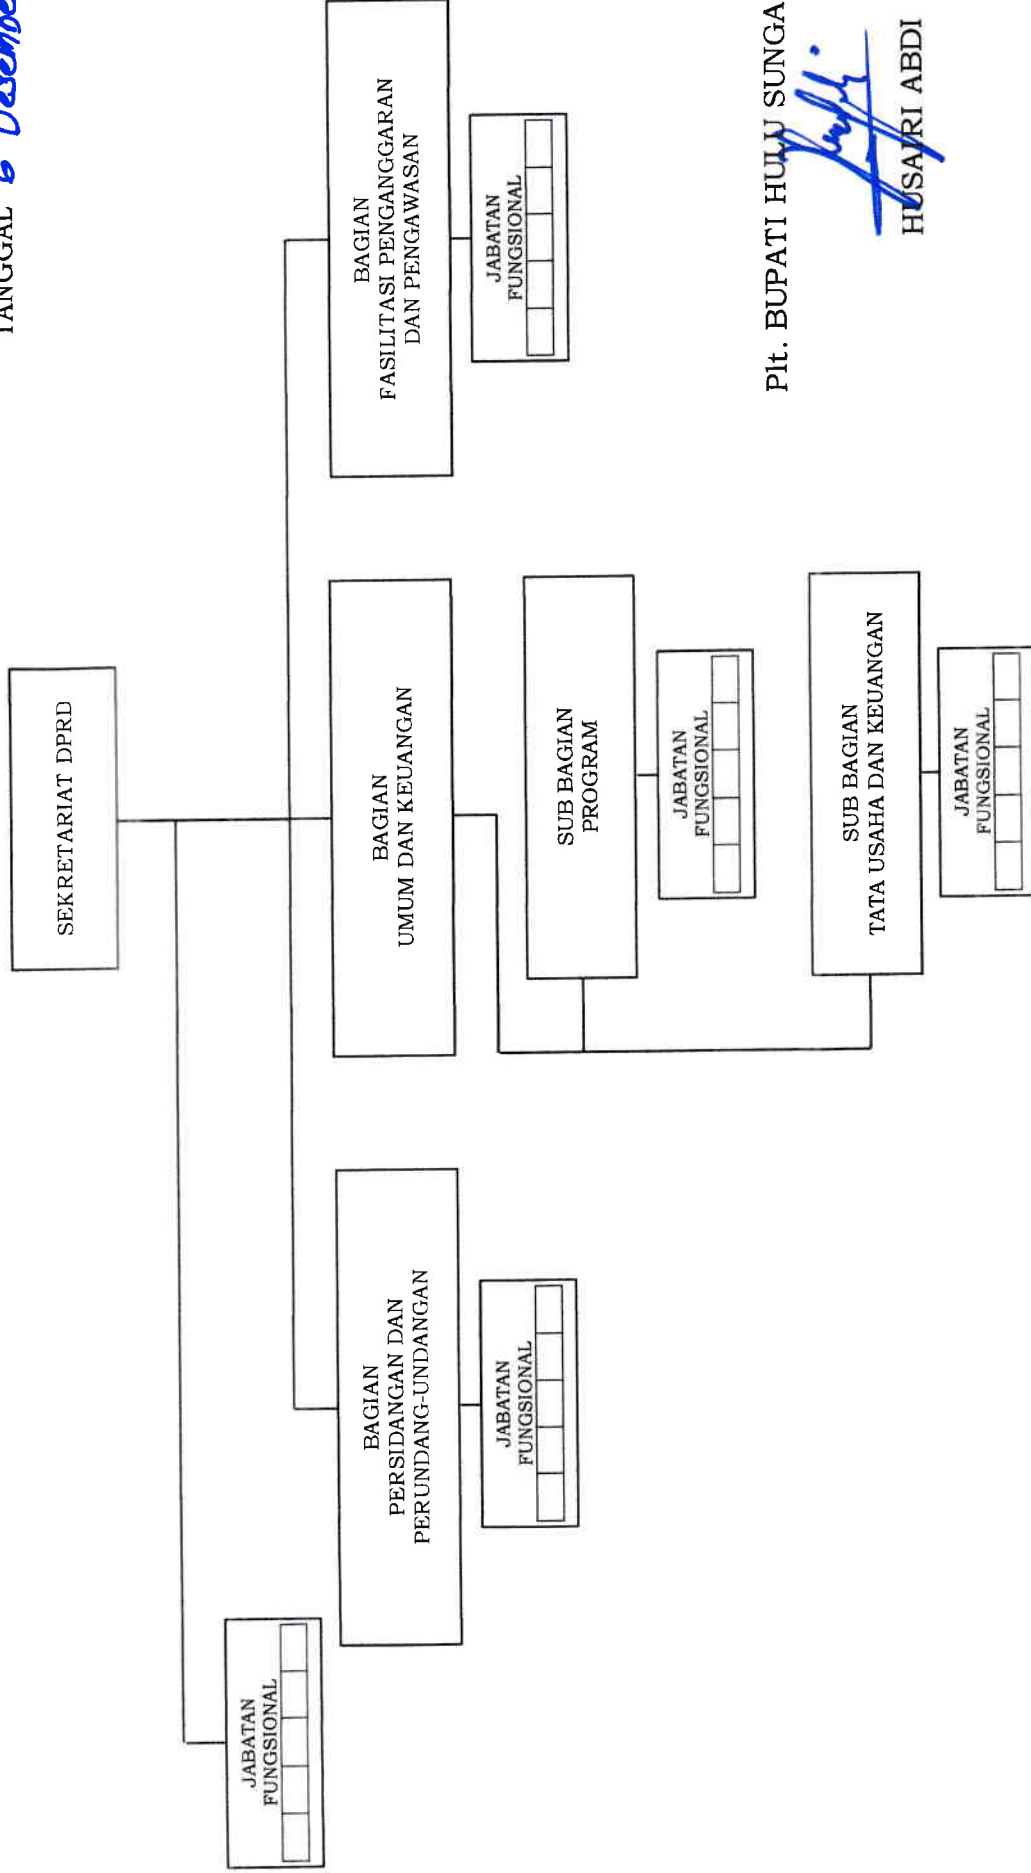 TANGGAL 6 Desembe
SEKRETARIAT DPRD
JABATAN
FUNGSIONAL
BAGIAN
PERSIDANGAN DAN
PERUNDANG-UNDANGAN
JABATAN
FUNGSIONAL
BAGIAN
UMUM DAN KEUANGAN
SUB BAGIAN
PROGRAM
JABATAN
FUNGSIONAL
SUB BAGIAN
TATA USAHA DAN KEUANGAN
JABATAN
FUNGSIONAL
BAGIAN
FASILITASI PENGANGGARAN
DAN PENGAWASAN
JABATAN
FUNGSIONAL
Plt. BUPATI HULU SUNGA
HUSAIRI ABDI